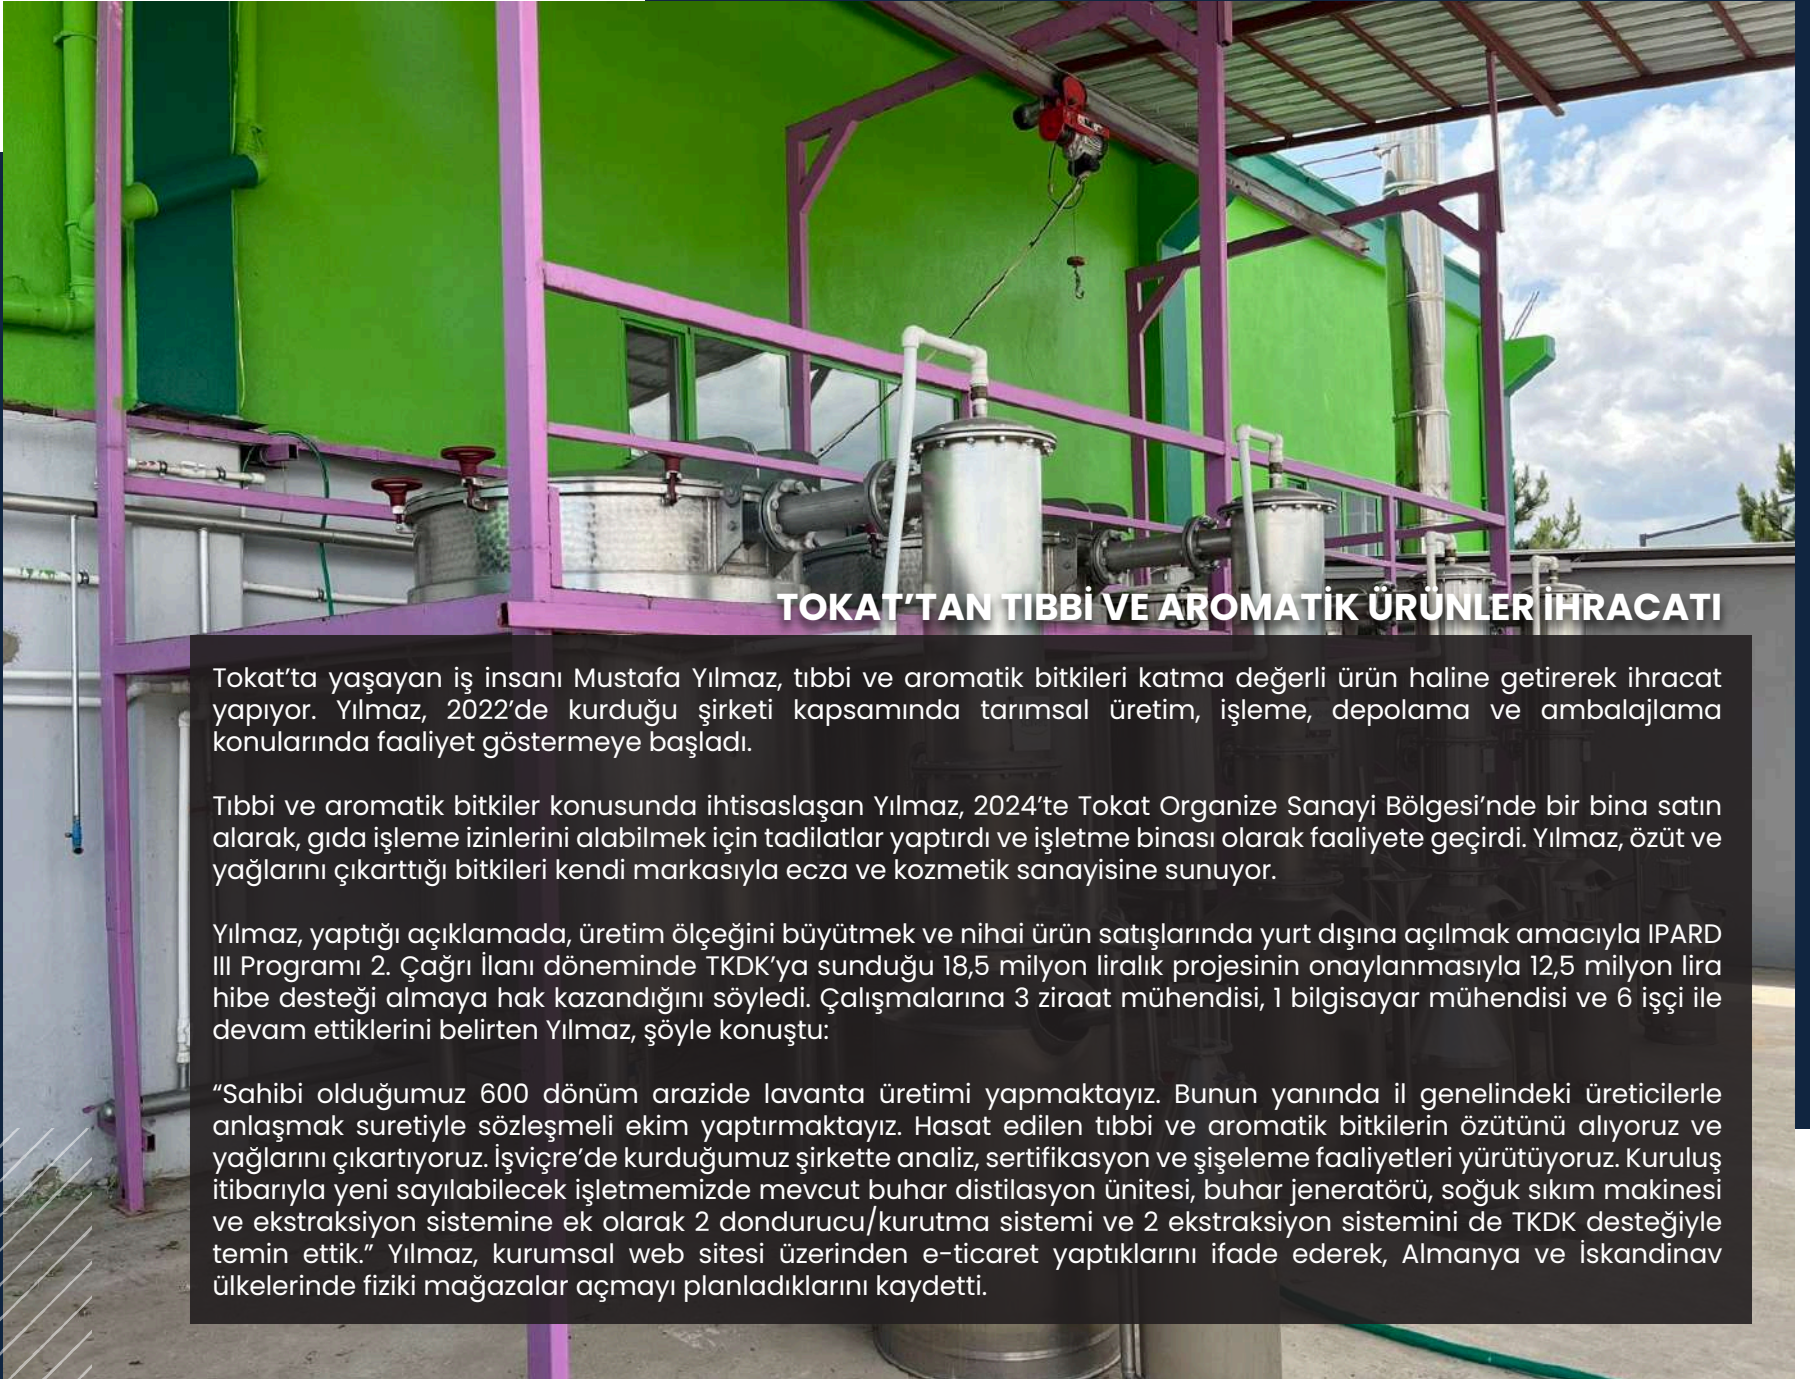 TOKAT’TAN TIBBİ VE AROMATİK ÜRÜNLER İHRACATI
Tokat’ta yaşayan iş insanı Mustafa Yılmaz, tıbbi ve aromatik bitkileri katma değerli ürün haline getirerek ihracat
yapıyor. Yılmaz, 2022’de kurduğu şirketi kapsamında tarımsal üretim, işleme, depolama ve ambalajlama
konularında faaliyet göstermeye başladı.
Tıbbi ve aromatik bitkiler konusunda ihtisaslaşan Yılmaz, 2024’te Tokat Organize Sanayi Bölgesi’nde bir bina satın
alarak, gıda işleme izinlerini alabilmek için tadilatlar yaptırdı ve işletme binası olarak faaliyete geçirdi. Yılmaz, özüt ve
yağlarını çıkarttığı bitkileri kendi markasıyla ecza ve kozmetik sanayisine sunuyor.
Yılmaz, yaptığı açıklamada, üretim ölçeğini büyütmek ve nihai ürün satışlarında yurt dışına açılmak amacıyla IPARD
III Programı 2. Çağrı İlanı döneminde TKDK’ya sunduğu 18,5 milyon liralık projesinin onaylanmasıyla 12,5 milyon lira
hibe desteği almaya hak kazandığını söyledi. Çalışmalarına 3 ziraat mühendisi, 1 bilgisayar mühendisi ve 6 işçi ile
devam ettiklerini belirten Yılmaz, şöyle konuştu:
“Sahibi olduğumuz 600 dönüm arazide lavanta üretimi yapmaktayız. Bunun yanında il genelindeki üreticilerle
anlaşmak suretiyle sözleşmeli ekim yaptırmaktayız. Hasat edilen tıbbi ve aromatik bitkilerin özütünü alıyoruz ve
yağlarını çıkartıyoruz. İşviçre’de kurduğumuz şirkette analiz, sertifikasyon ve şişeleme faaliyetleri yürütüyoruz. Kuruluş
itibarıyla yeni sayılabilecek işletmemizde mevcut buhar distilasyon ünitesi, buhar jeneratörü, soğuk sıkım makinesi
ve ekstraksiyon sistemine ek olarak 2 dondurucu/kurutma sistemi ve 2 ekstraksiyon sistemini de TKDK desteğiyle
temin ettik.” Yılmaz, kurumsal web sitesi üzerinden e-ticaret yaptıklarını ifade ederek, Almanya ve İskandinav
ülkelerinde fiziki mağazalar açmayı planladıklarını kaydetti.